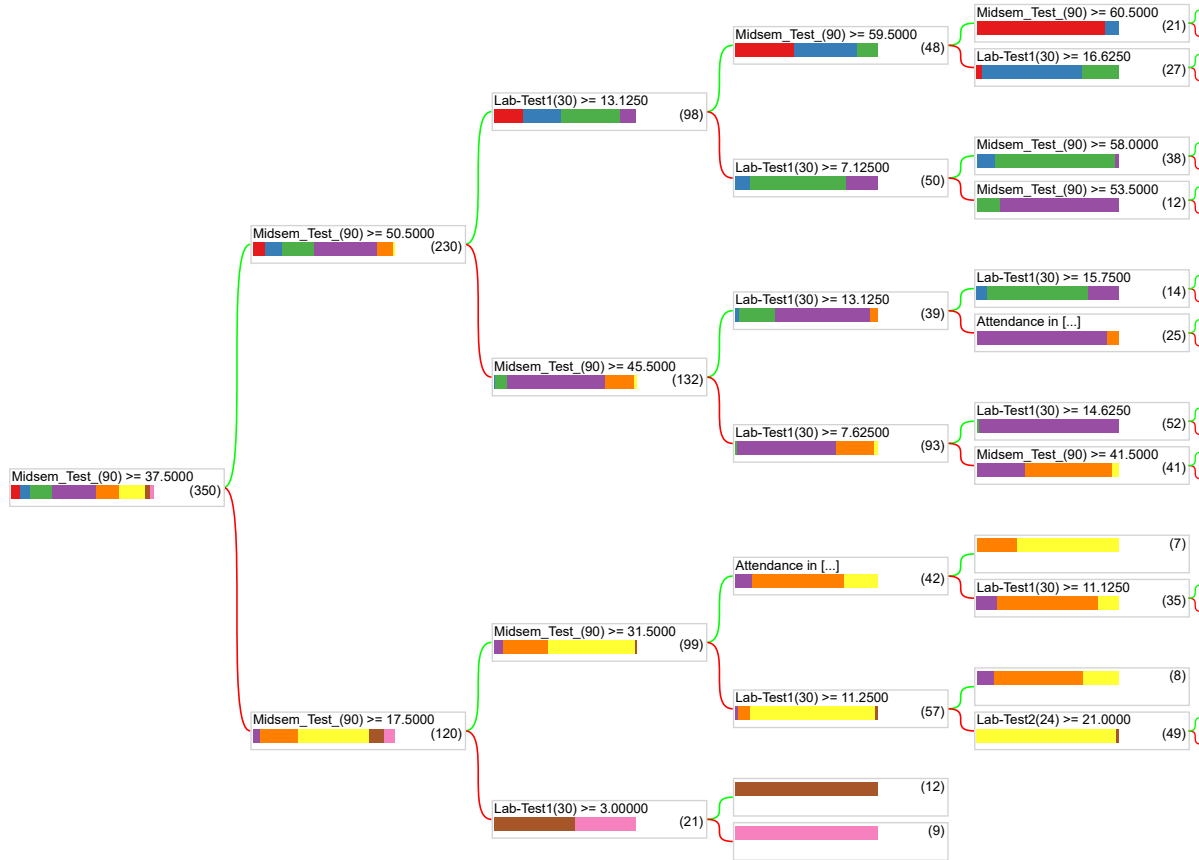 Midsem_Test_(90) >= 37.5000
(350)
Midsem_Test_(90) >= 50.5000
(230)
Midsem_Test_(90) >= 17.5000
(120)
Lab-Test1(30) >= 13.1250
(98)
Midsem_Test_(90) >= 45.5000
(132)
Midsem_Test_(90) >= 31.5000
(99)
Lab-Test1(30) >= 3.00000
(21)
Midsem_Test_(90) >= 59.5000
(48)
Lab-Test1(30) >= 7.12500
(50)
Lab-Test1(30) >= 13.1250
(39)
Lab-Test1(30) >= 7.62500
(93)
Attendance in [...]
(42)
Lab-Test1(30) >= 11.2500
(57)
(12)
(9)
Midsem_Test_(90) >= 60.5000
(21)
Lab-Test1(30) >= 16.6250
(27)
Midsem_Test_(90) >= 58.0000
(38)
Midsem_Test_(90) >= 53.5000
(12)
Lab-Test1(30) >= 15.7500
(14)
Attendance in [...]
(25)
Lab-Test1(30) >= 14.6250
(52)
Midsem_Test_(90) >= 41.5000
(41)
(7)
Lab-Test1(30) >= 11.1250
(35)
(8)
Lab-Test2(24) >= 21.0000
(49)